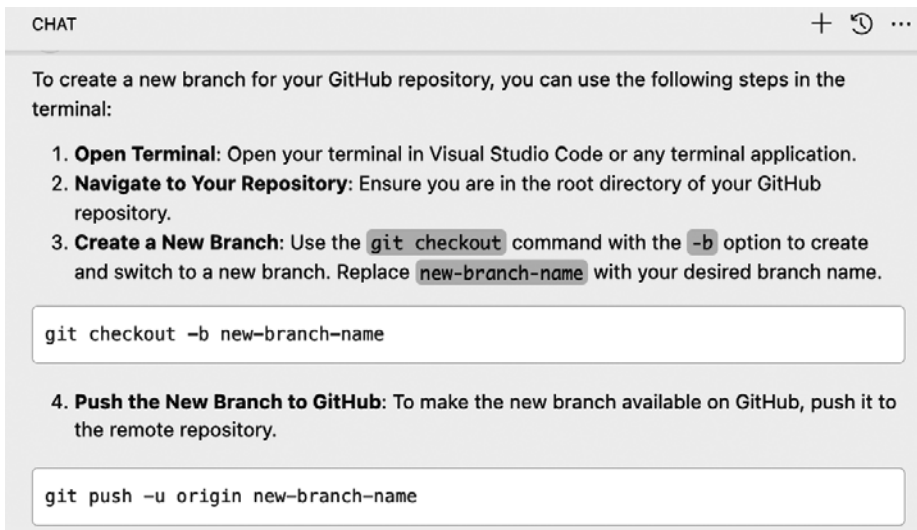 CHAT
To create a new branch for your GitHub repository, you can use the following steps in the
terminal:
1. Open Terminal: Open your terminal in Visual Studio Code or any terminal application.
2. Navigate to Your Repository: Ensure you are in the root directory of your GitHub
repository.
3. Create a New Branch: Use the git checkout command with the -b option to create
and switch to a new branch. Replace new-branch-name with your desired branch name.
git checkout -b new-branch-name
4. Push the New Branch to GitHub: To make the new branch available on GitHub, push it to
the remote repository.
git push -u origin new-branch-name